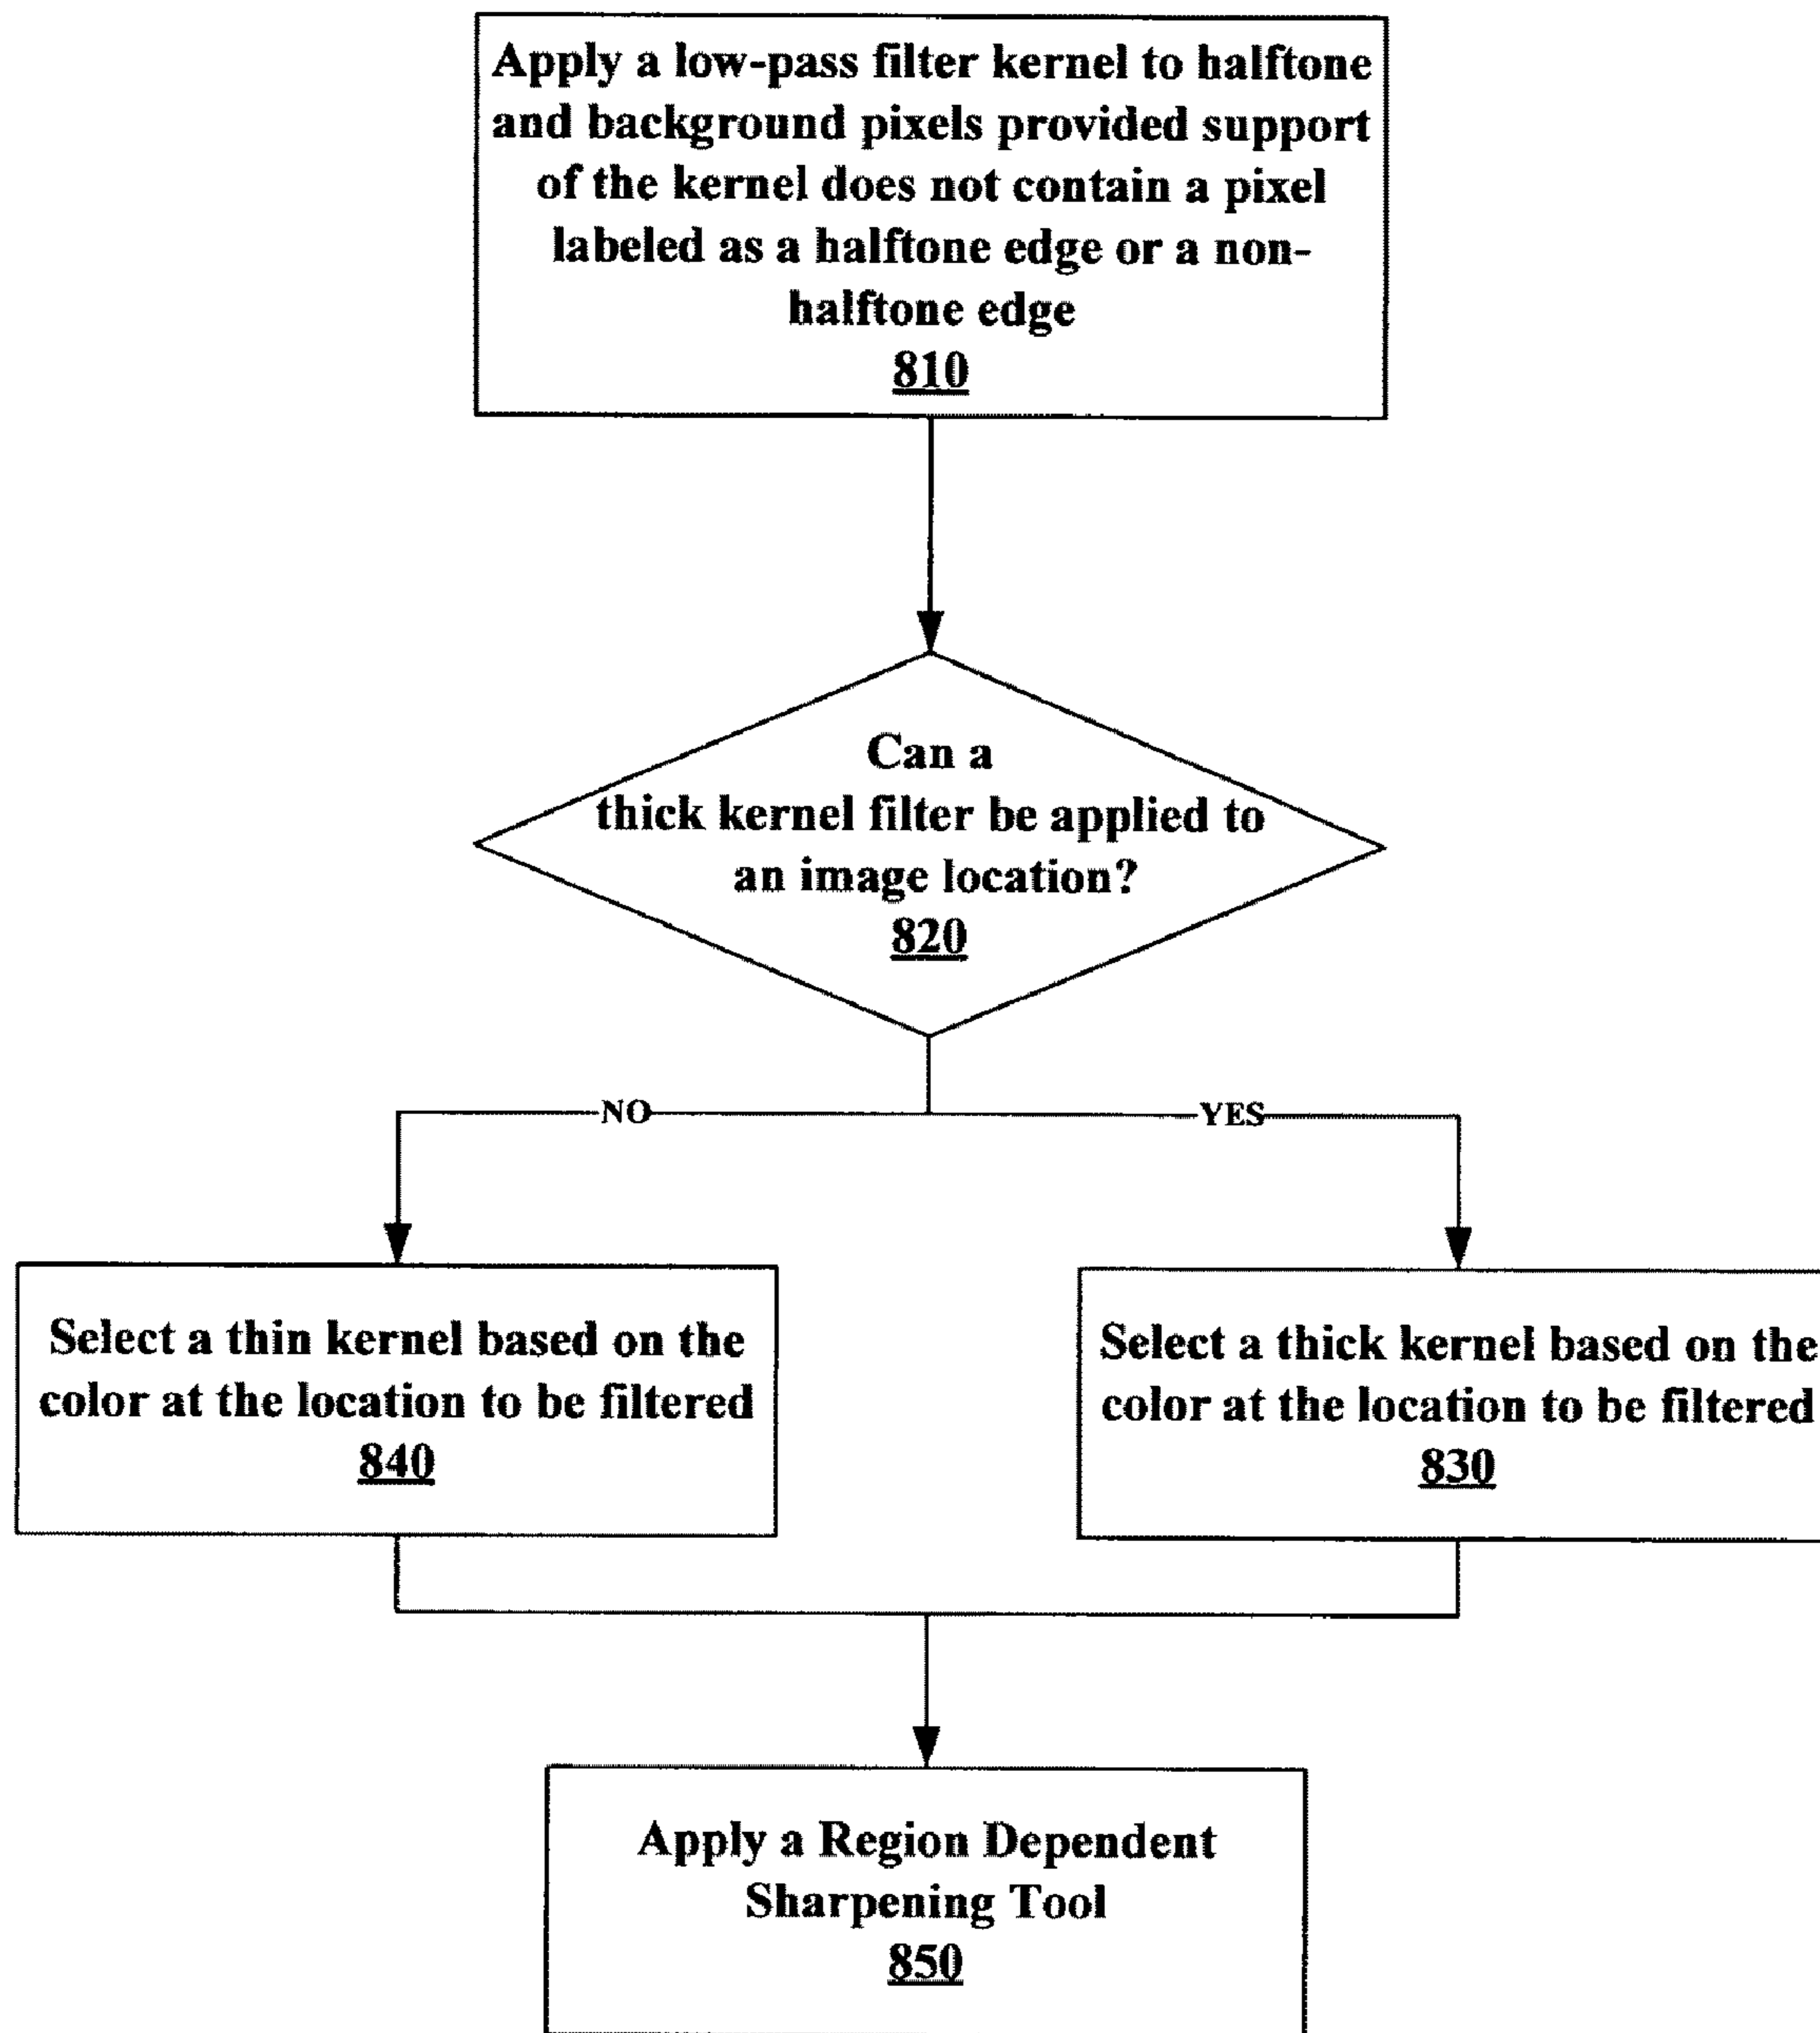 Apply a low-pass filter kernel to halftone
and background pixels provided support
of the kernel does not contain a pixel
labeled as a halftone edge or a non-
halftone edge
810
Can a
thick kernel filter be applied to
an image location?
820
NO
YES
Select a thin kernel based on the
color at the location to be filtered
840
Select a thick kernel based on the
color at the location to be filtered
830
Apply a Region Dependent
Sharpening Tool
850